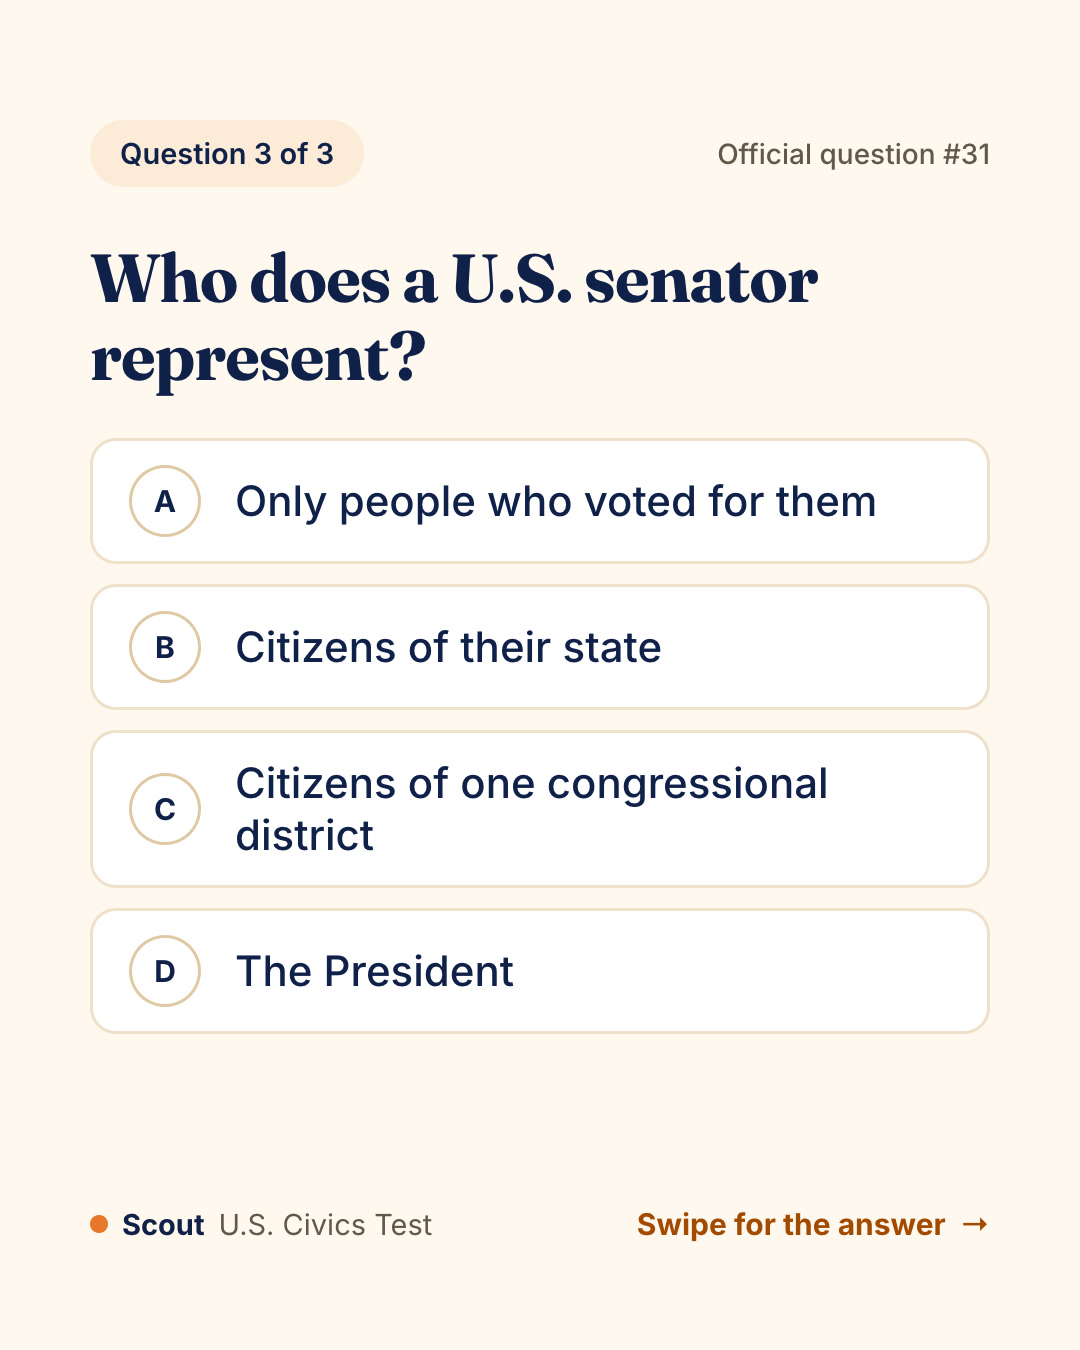 Question 3 of 3
Official question #31
Who does a U.S. senator
represent?
A Only people who voted for them
B Citizens of their state
C Citizens of one congressional
district
D The President
Scout U.S. Civics Test
Swipe for the answer →